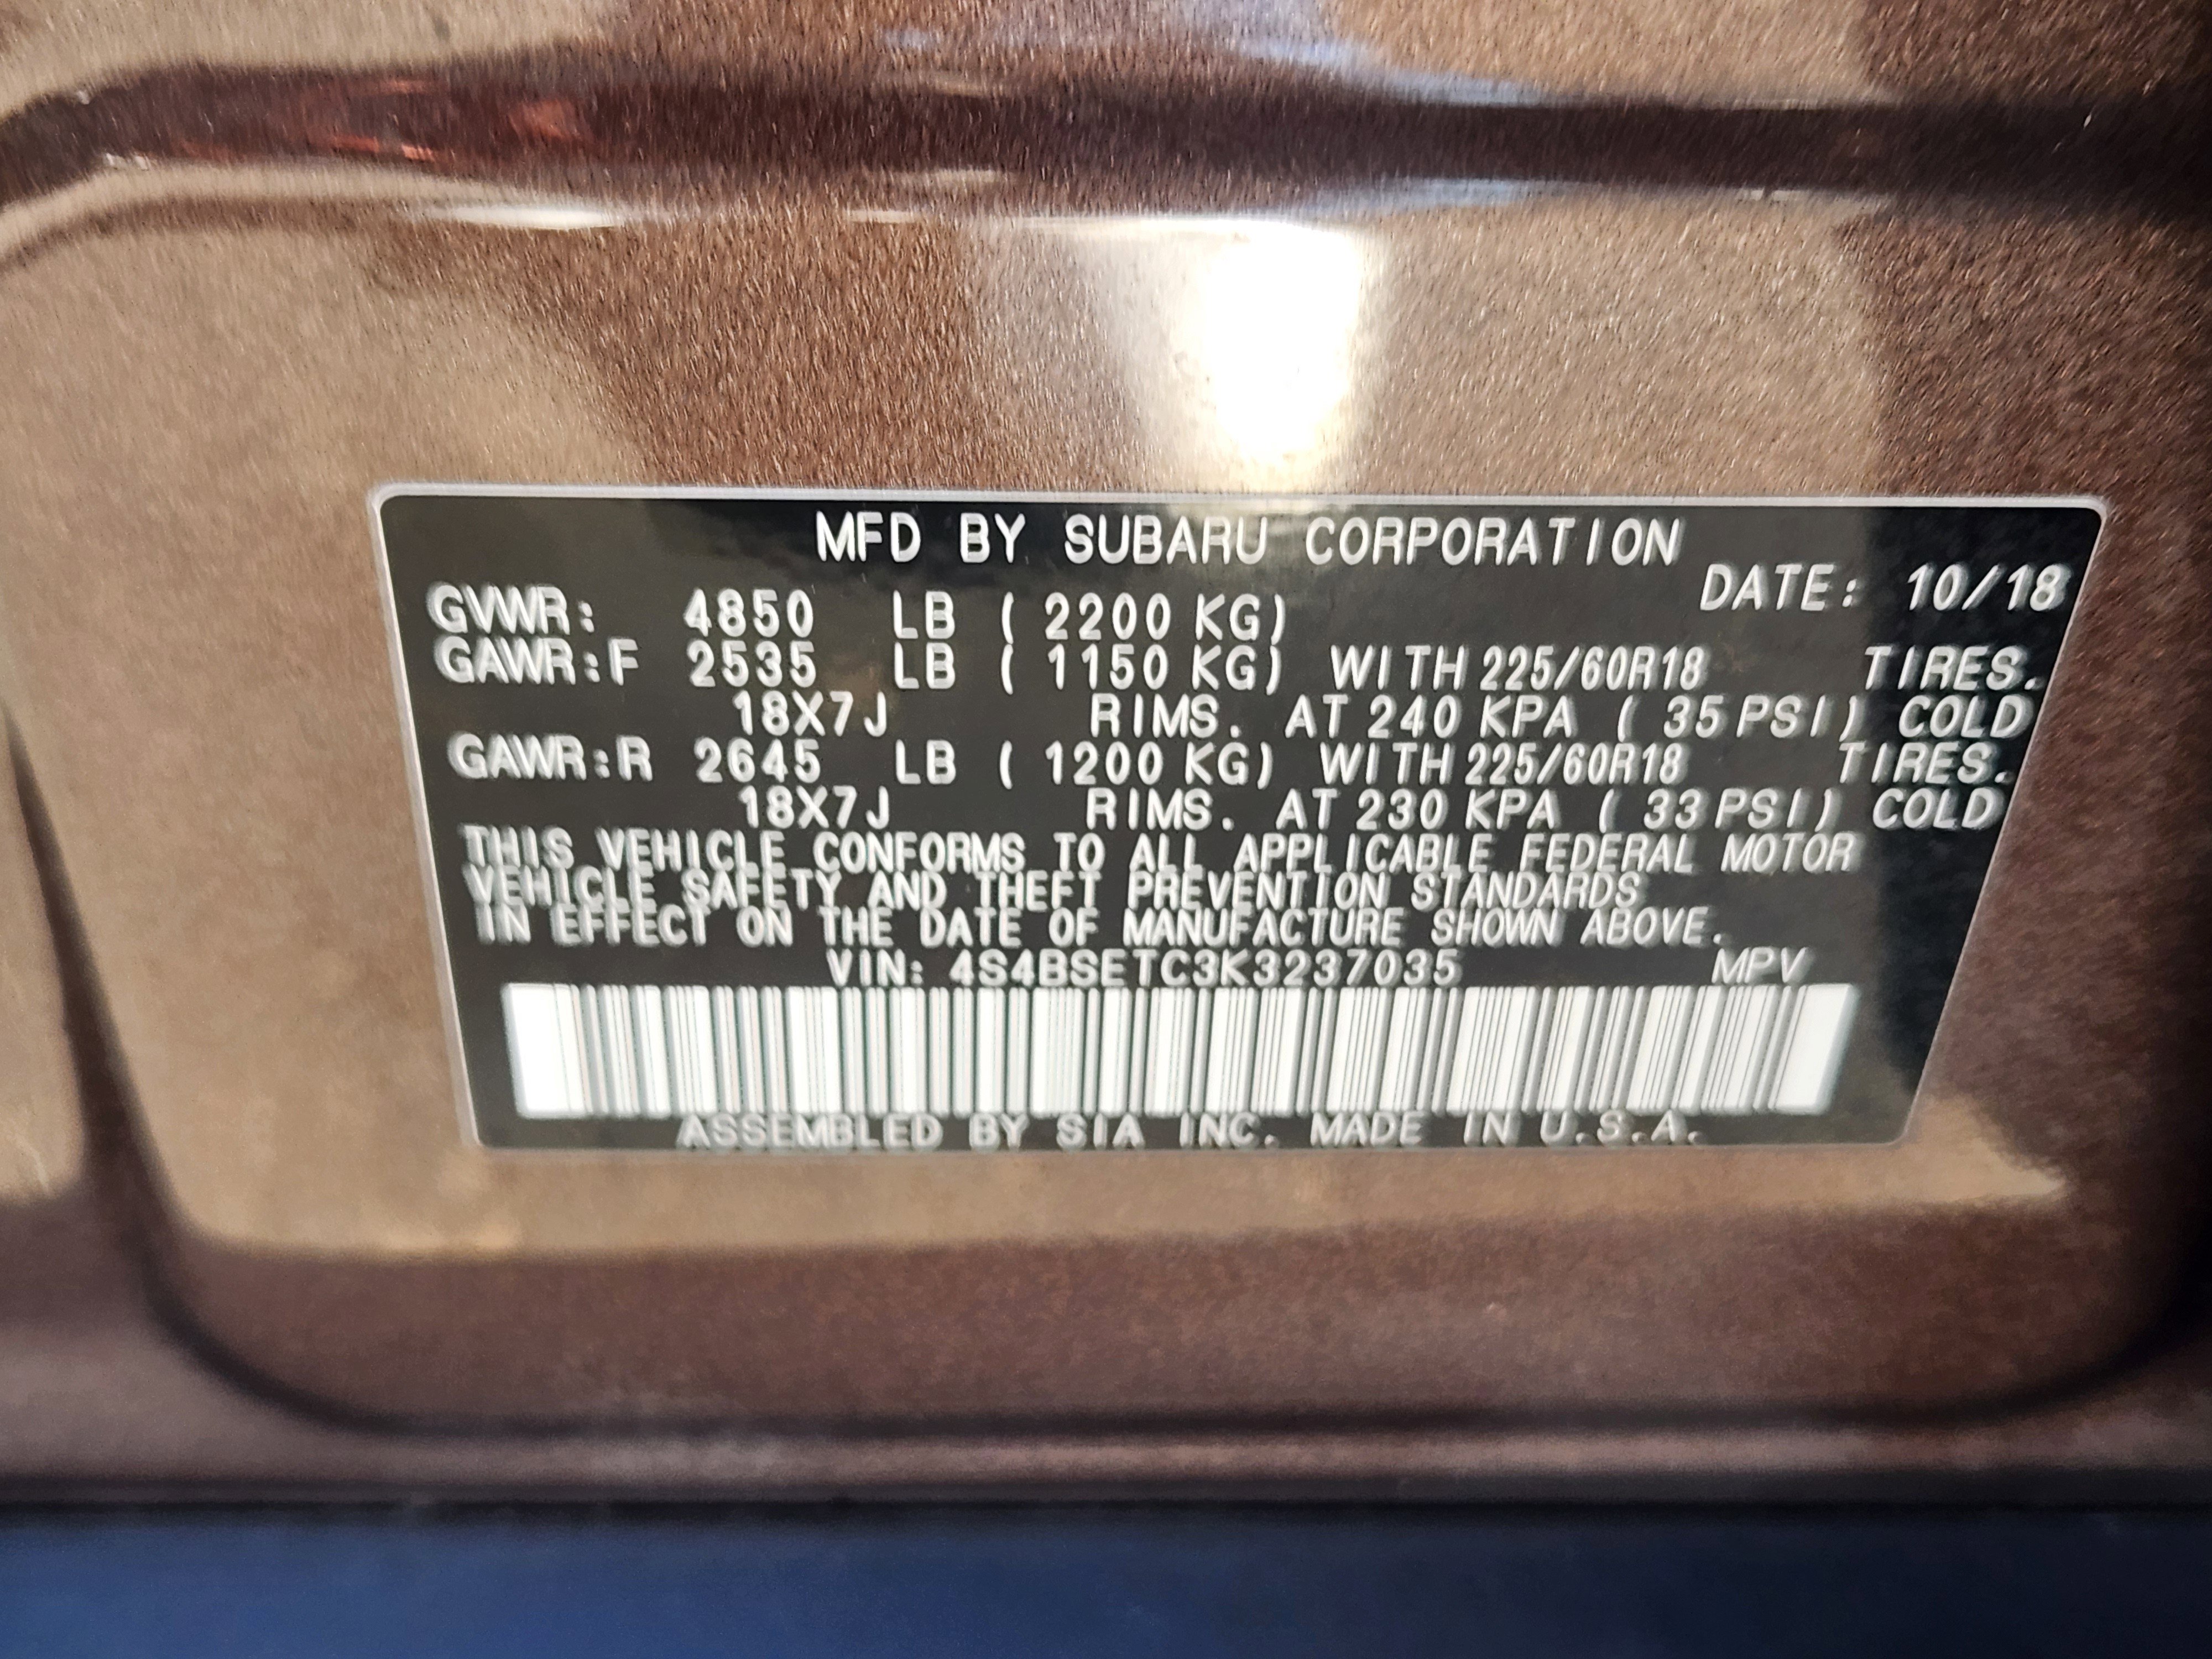 MFD BY SUBARU CORPORATION
DATE: 10/18
GVWR: 4850 LB ( 2200 KG)
GAWR:F 2535 LB ( 1150 KG) WITH 225/60R18 TIRES.
18X7J RIMS. AT 240 KPA ( 35 PSI) COLD
GAWR:R 2645 LB ( 1200 KG) WITH 225/60R18 TIRES.
18X7J RIMS. AT 230 KPA ( 33 PSI) COLD
THIS VEHICLE CONFORMS TO ALL APPLICABLE FEDERAL MOTOR
VEHICLE SAFETY AND THEFT PREVENTION STANDARDS
IN EFFECT ON THE DATE OF MANUFACTURE SHOWN ABOVE.
VIN: 4S4BSETC3K3237035 MPV
ASSEMBLED BY SIA INC. MADE IN U.S.A.